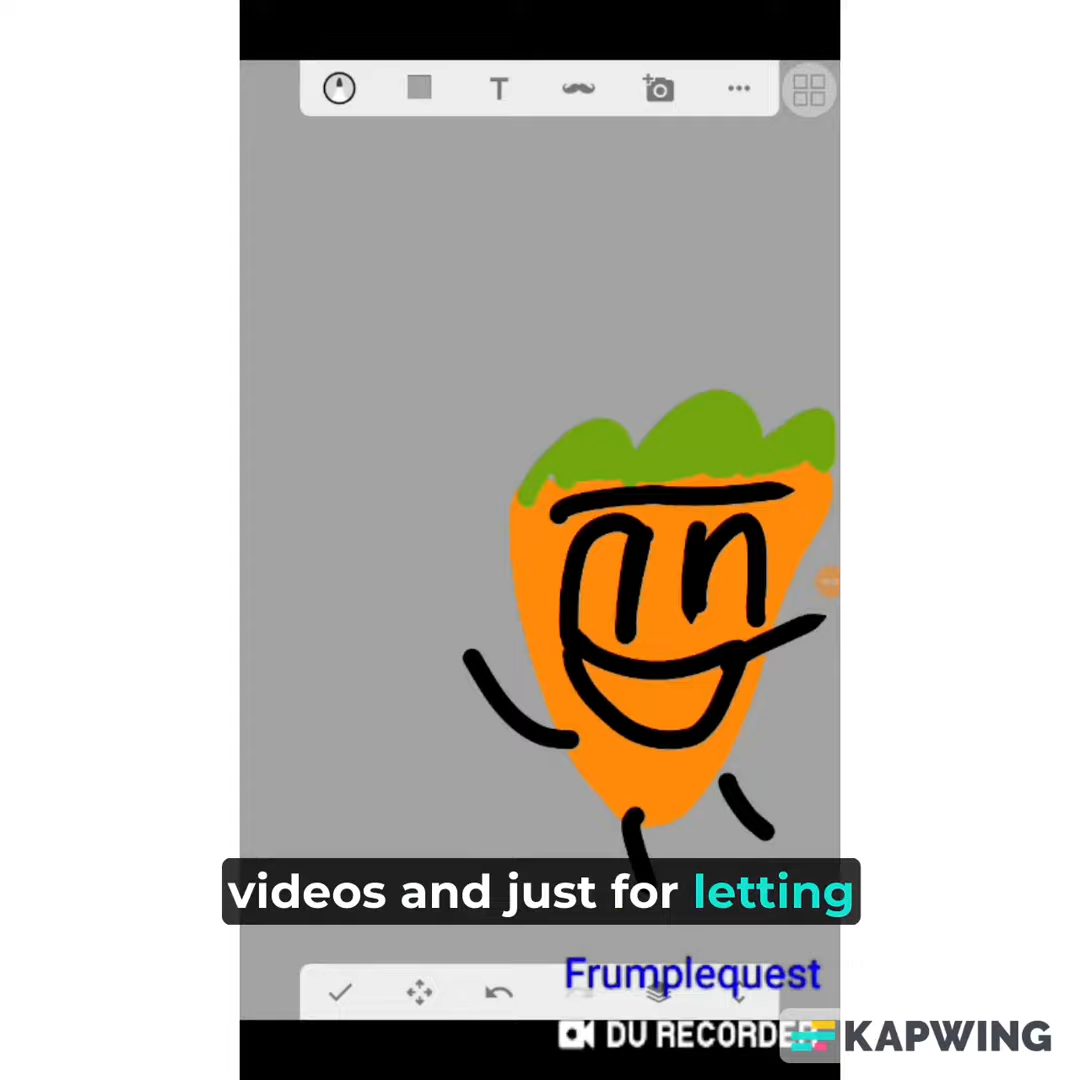 T
videos and just for letting
Frumplequest
DU RECORDER
KAPWING